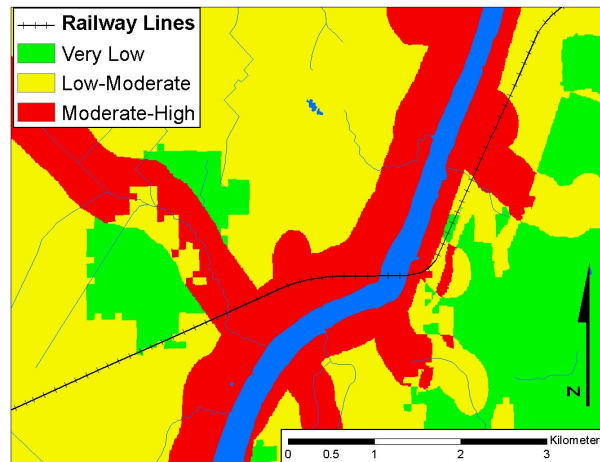 Railway Lines
Very Low
Low-Moderate
Moderate-High
N
Kilometer
0 0.5 1 2 3